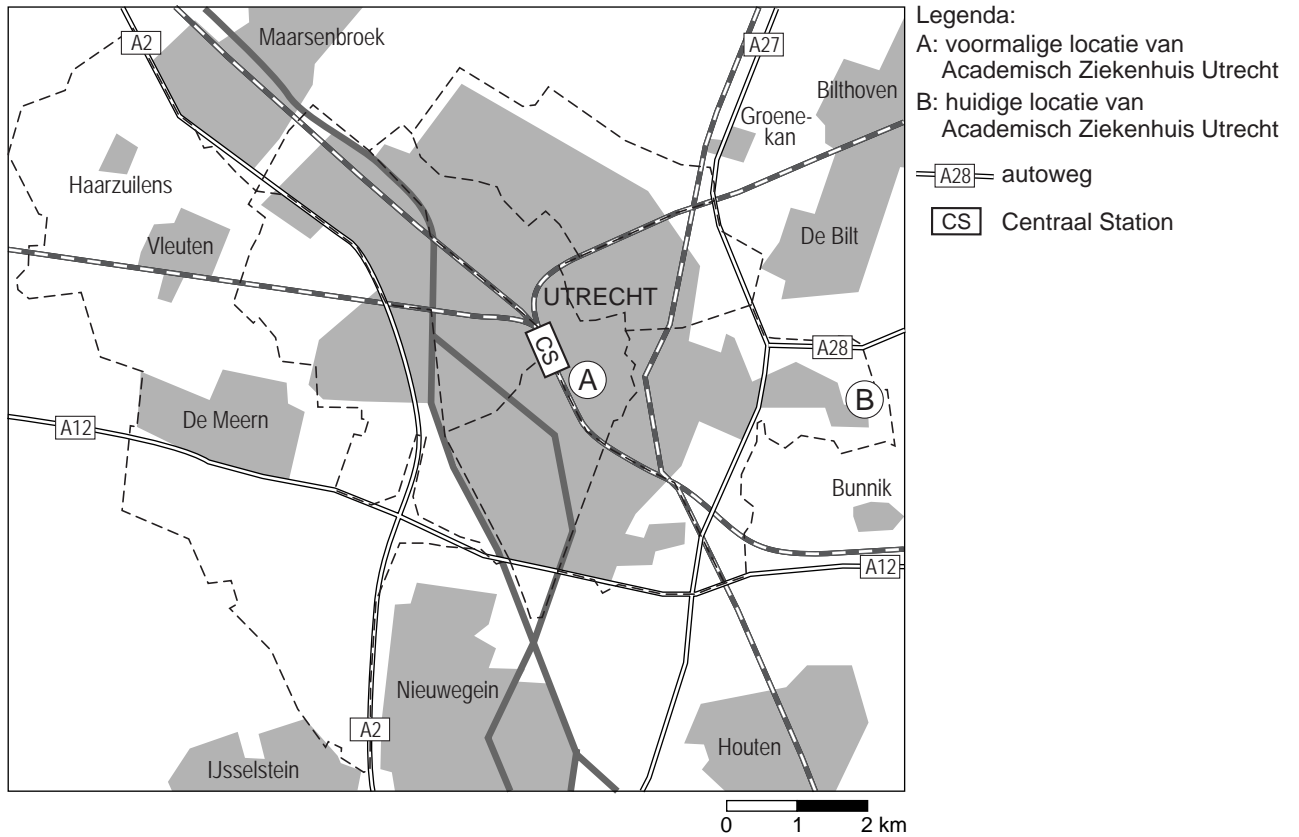 Legenda:
A: voormalige locatie van
Academisch Ziekenhuis Utrecht
B: huidige locatie van
Academisch Ziekenhuis Utrecht
A28 autoweg
CS Centraal Station
A2
Maarsenbroek
A27
Bilthoven
Groene-
kan
Haarzuilens
Vleuten
De Bilt
UTRECHT
CS
A28
A
B
De Meern
A12
Bunnik
A12
Nieuwegein
A2
Houten
IJsselstein
0 1 2 km